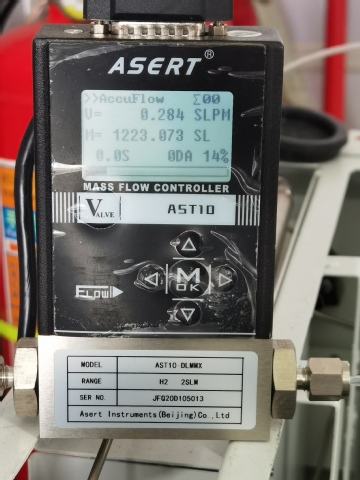 ASERT®
>>AccuFlow Σ00
V= 0.284 SLPM
M= 1223.073 SL
0.0S 0DA 14%
MASS FLOW CONTROLLER
VALVE AST10
FLOW
M
OK
MODEL AST10-DLMMX
RANGE H2 2SLM
SER NO. JFQ20D105013
Asert Instruments(Beijing)Co.,Ltd